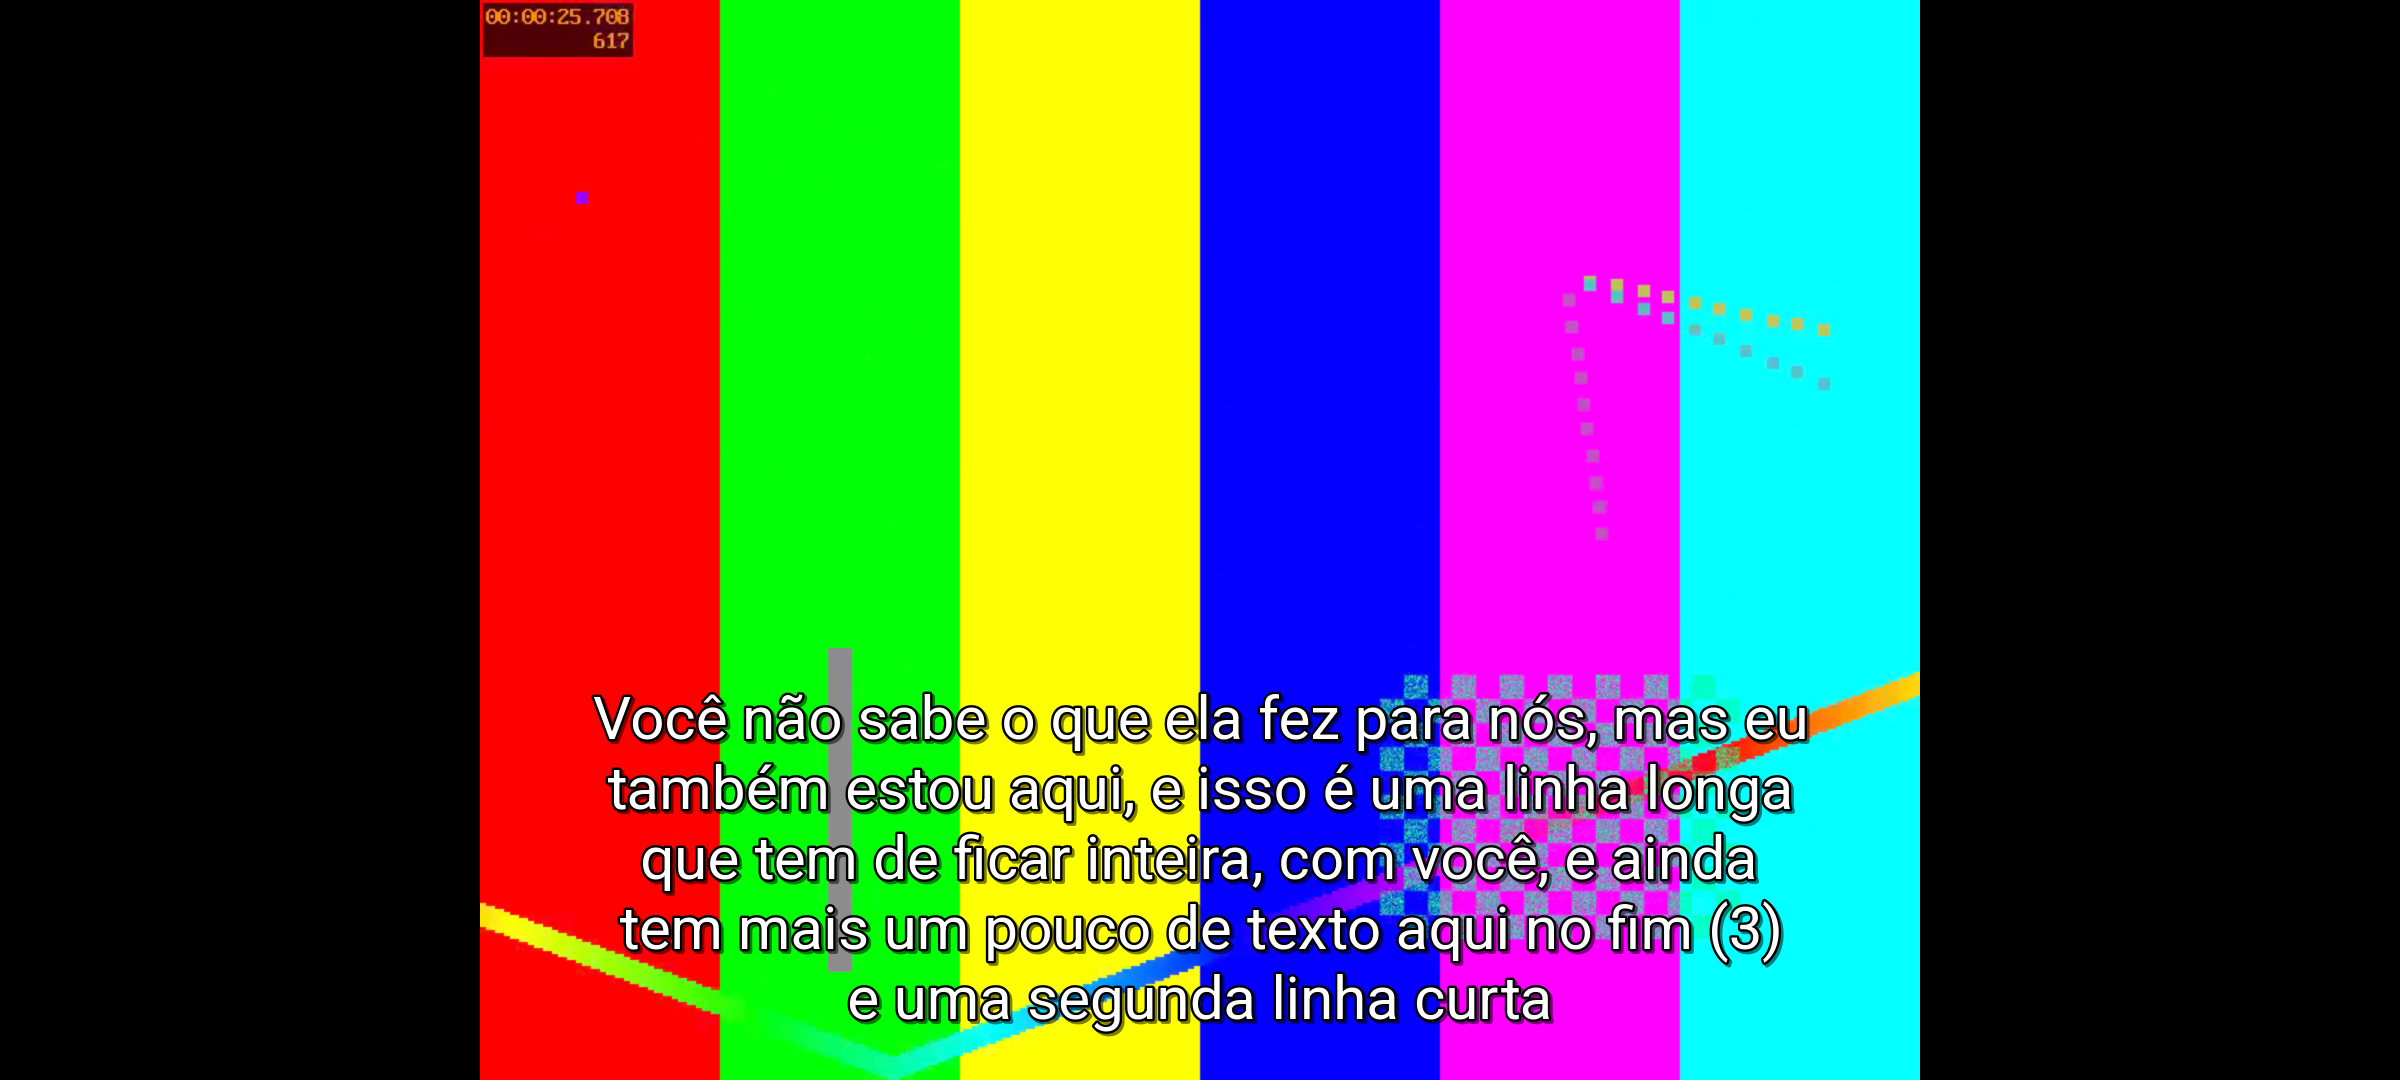 00:00:25.708
617
Você não sabe o que ela fez para nós, mas eu
também estou aqui, e isso é uma linha longa
que tem de ficar inteira, com você, e ainda
tem mais um pouco de texto aqui no fim (3)
e uma segunda linha curta